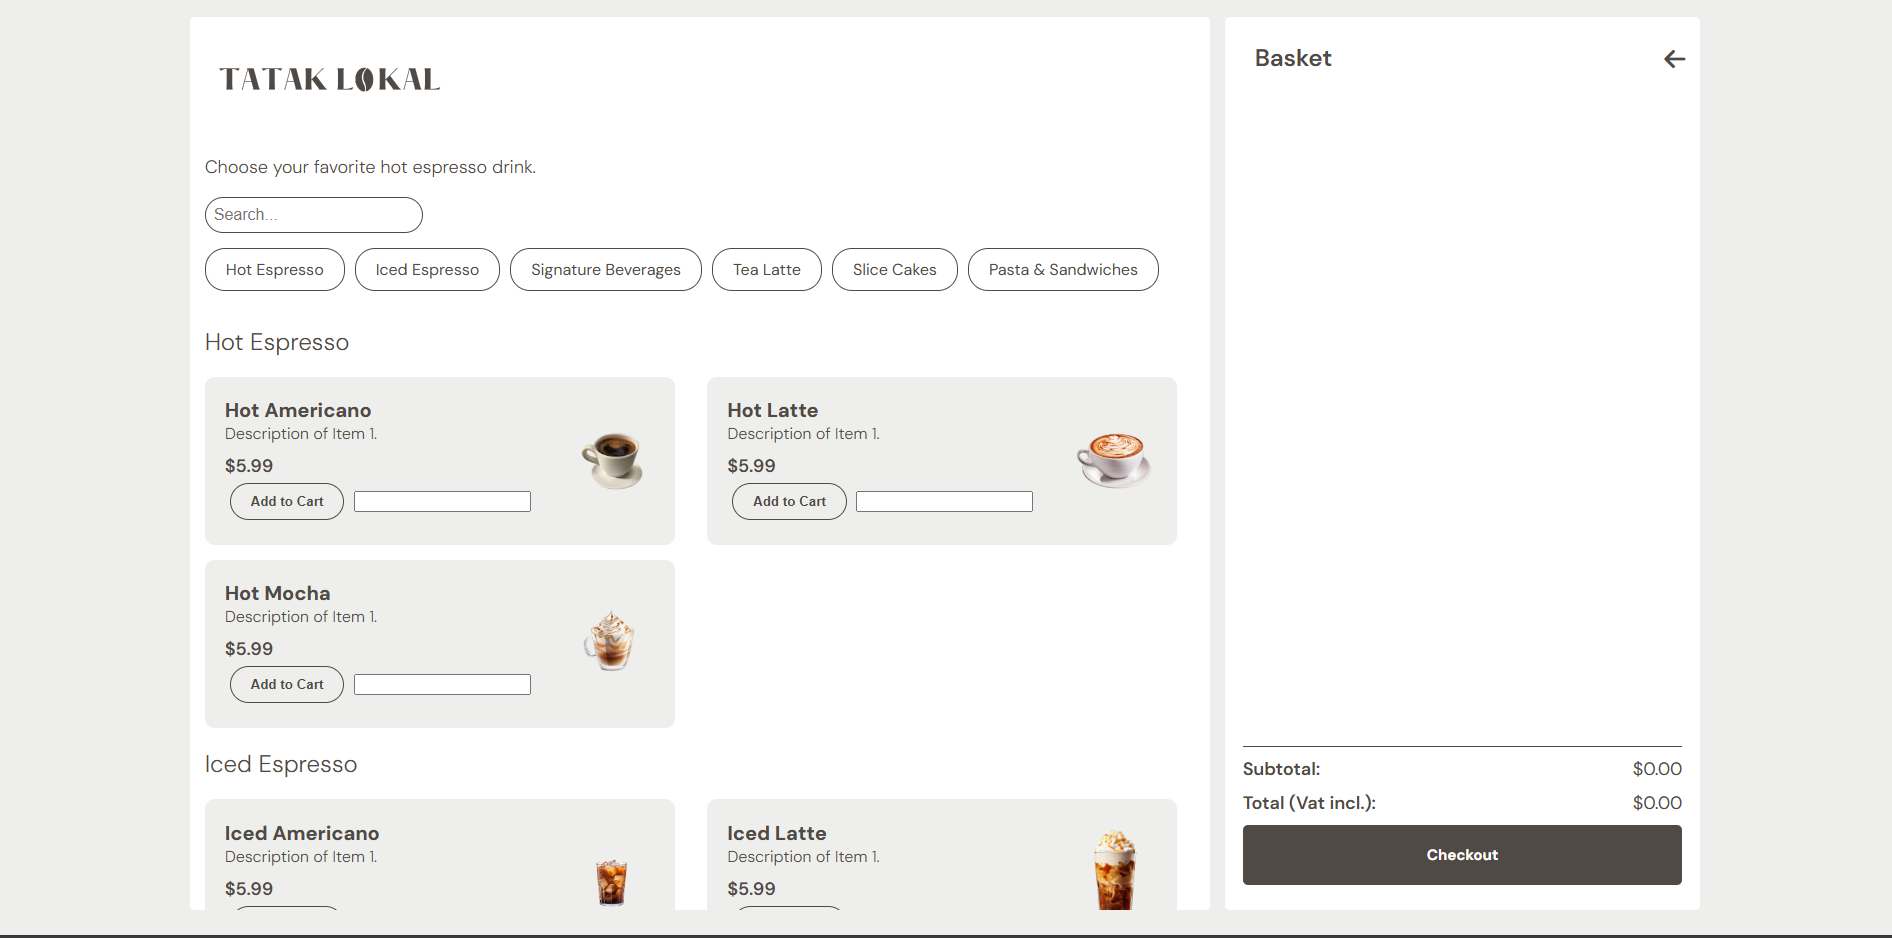 TATAK LOKAL
Choose your favorite hot espresso drink.
Search...
Hot Espresso
Iced Espresso
Signature Beverages
Tea Latte
Slice Cakes
Pasta & Sandwiches
Hot Espresso
Hot Americano
Description of Item 1.
$5.99
Add to Cart
Hot Latte
Description of Item 1.
$5.99
Add to Cart
Hot Mocha
Description of Item 1.
$5.99
Add to Cart
Iced Espresso
Iced Americano
Description of Item 1.
$5.99
Iced Latte
Description of Item 1.
$5.99
Basket
Subtotal: $0.00
Total (Vat incl.): $0.00
Checkout